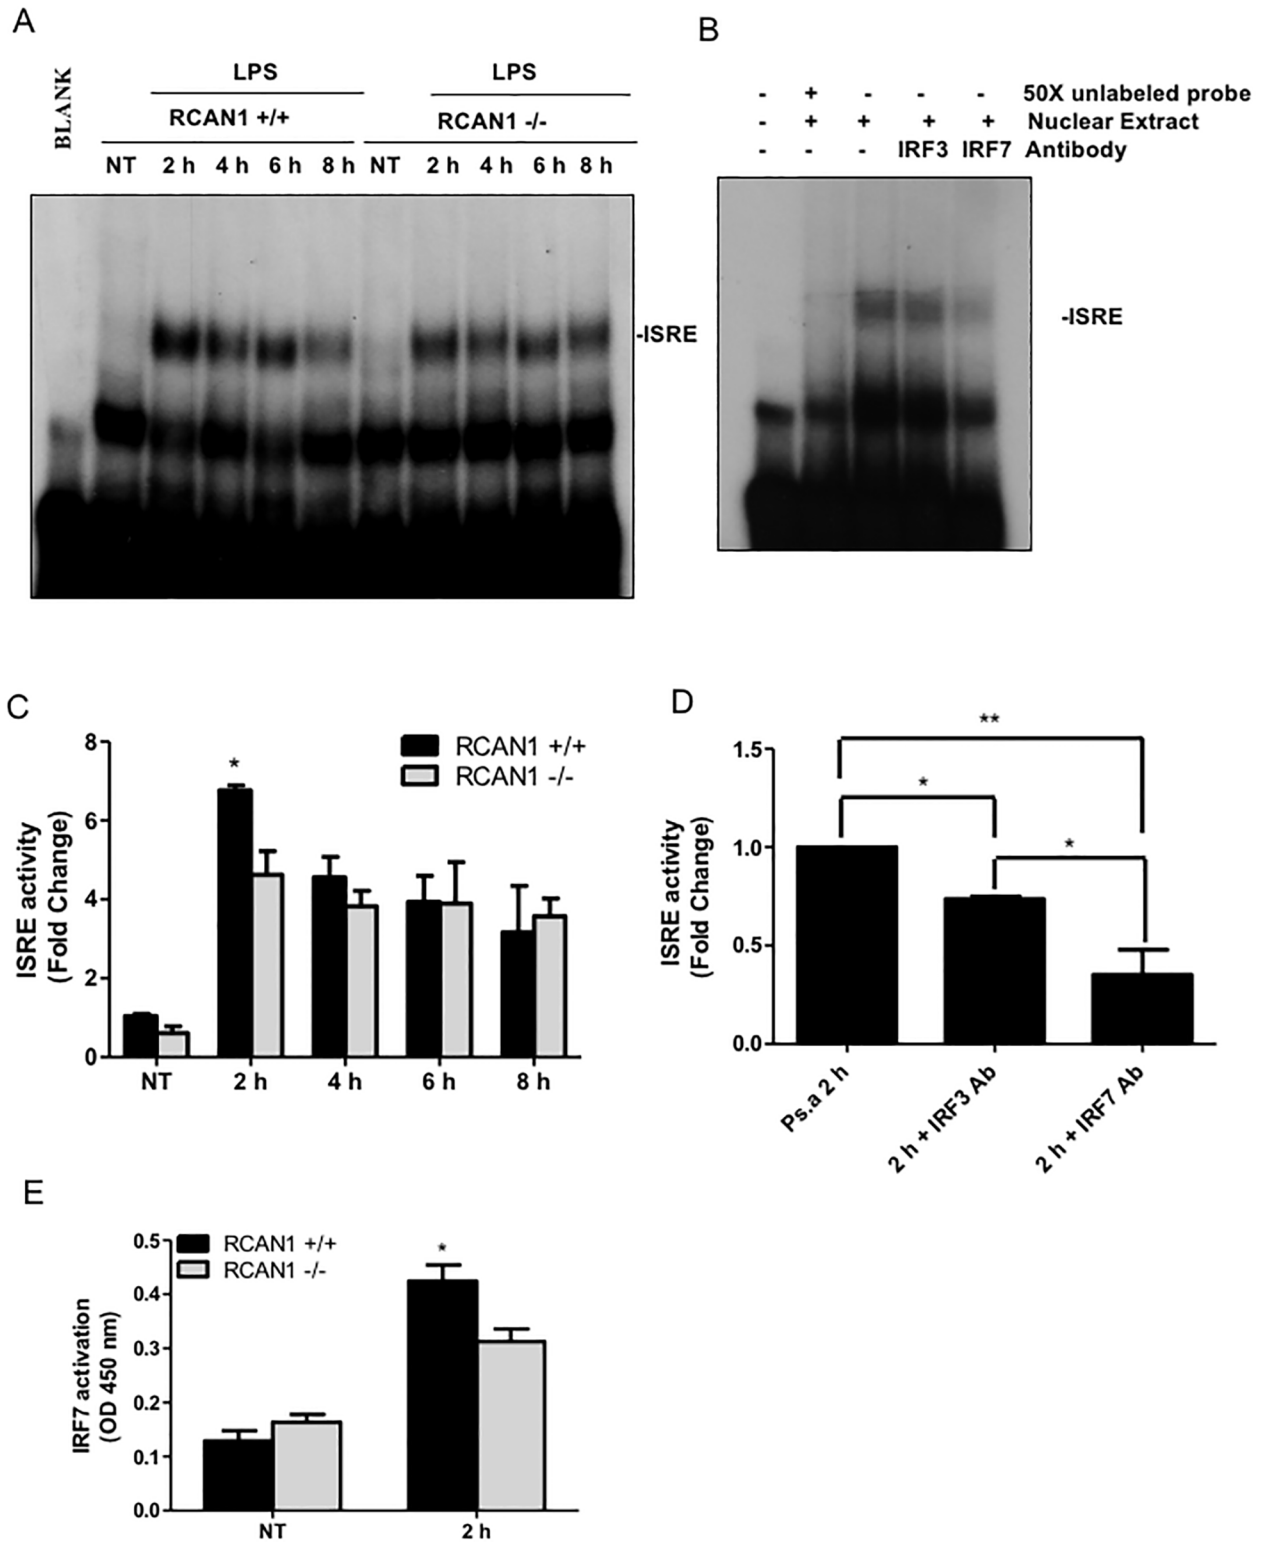 A
BLANK
LPS
LPS
RCAN1 +/+
RCAN1 -/-
NT 2 h 4 h 6 h 8 h NT 2 h 4 h 6 h 8 h
-ISRE
B
- + - - - 50X unlabeled probe
- + + + + Nuclear Extract
- - - IRF3 IRF7 Antibody
-ISRE
C
ISRE activity
(Fold Change)
8
6
4
2
0
*
RCAN1 +/+
RCAN1 -/-
NT 2 h 4 h 6 h 8 h
D
ISRE activity
(Fold Change)
1.5
1.0
0.5
0.0
**
*
*
Ps.a 2 h
2 h + IRF3 Ab
2 h + IRF7 Ab
E
IRF7 activation
(OD 450 nm)
0.5
0.4
0.3
0.2
0.1
0.0
RCAN1 +/+
RCAN1 -/-
*
NT 2 h